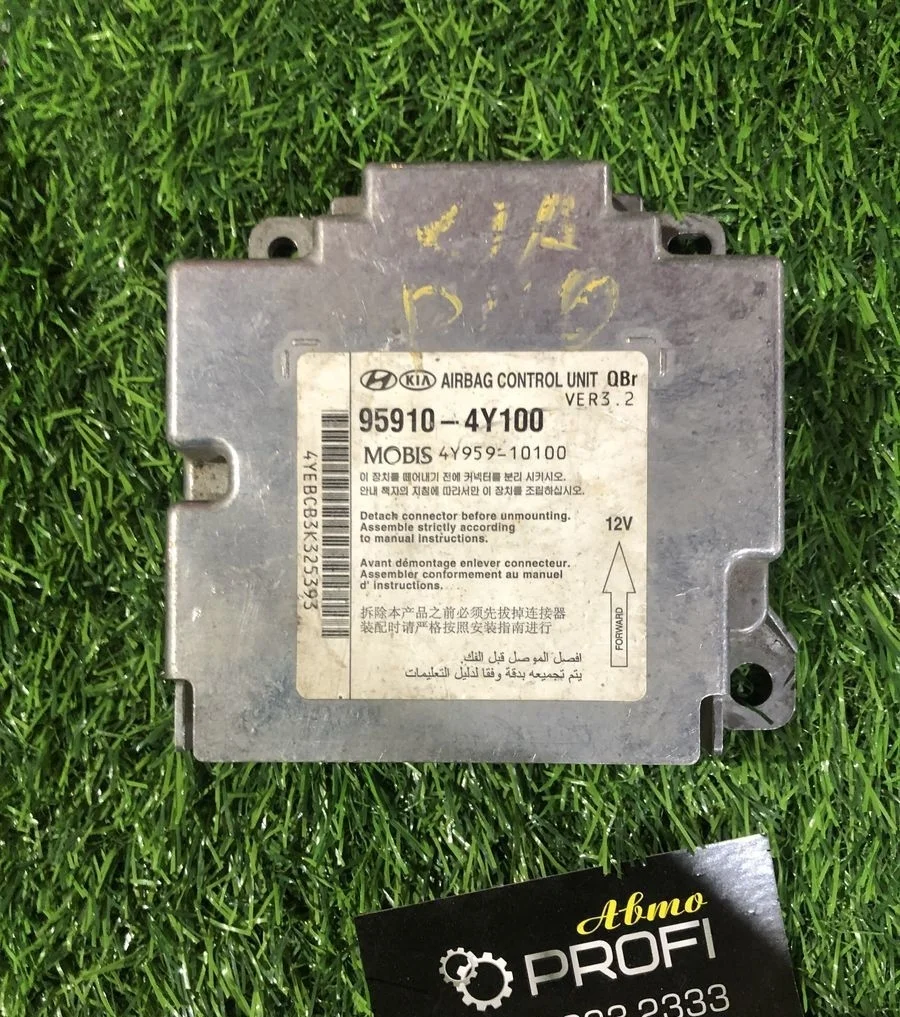 KIA
HYUNDAI KIA AIRBAG CONTROL UNIT QBr
VER3.2
95910-4Y100
MOBIS 4Y959-10100
이 장치를 떼어내기 전에 커넥터를 분리 시키시오.
안내 책자의 지침에 따라서만 이 장치를 조립하십시오.
Detach connector before unmounting.
Assemble strictly according
to manual instructions.
12V
Avant démontage enlever connecteur.
Assembler conformement au manuel
d' instructions.
FORWARD
拆除本产品之前必须先拔掉连接器
装配时请严格按照安装指南进行
افصل الموصل قبل الفك.
يتم تجميعه بدقة وفقا لدليل التعليمات
4YEBCB3K325393
Авто
PROFI
2333